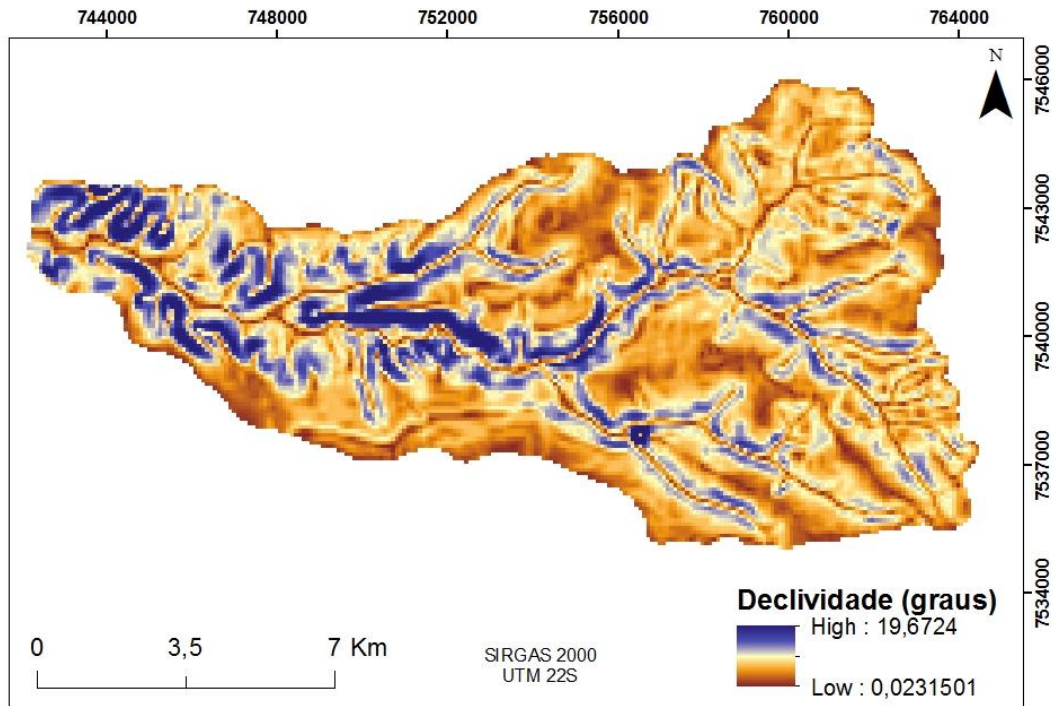 744000 748000 752000 756000 760000 764000
N
7546000
7543000
7540000
7537000
7534000
Declividade (graus)
High : 19,6724
Low : 0,0231501
0 3,5 7 Km
SIRGAS 2000
UTM 22S